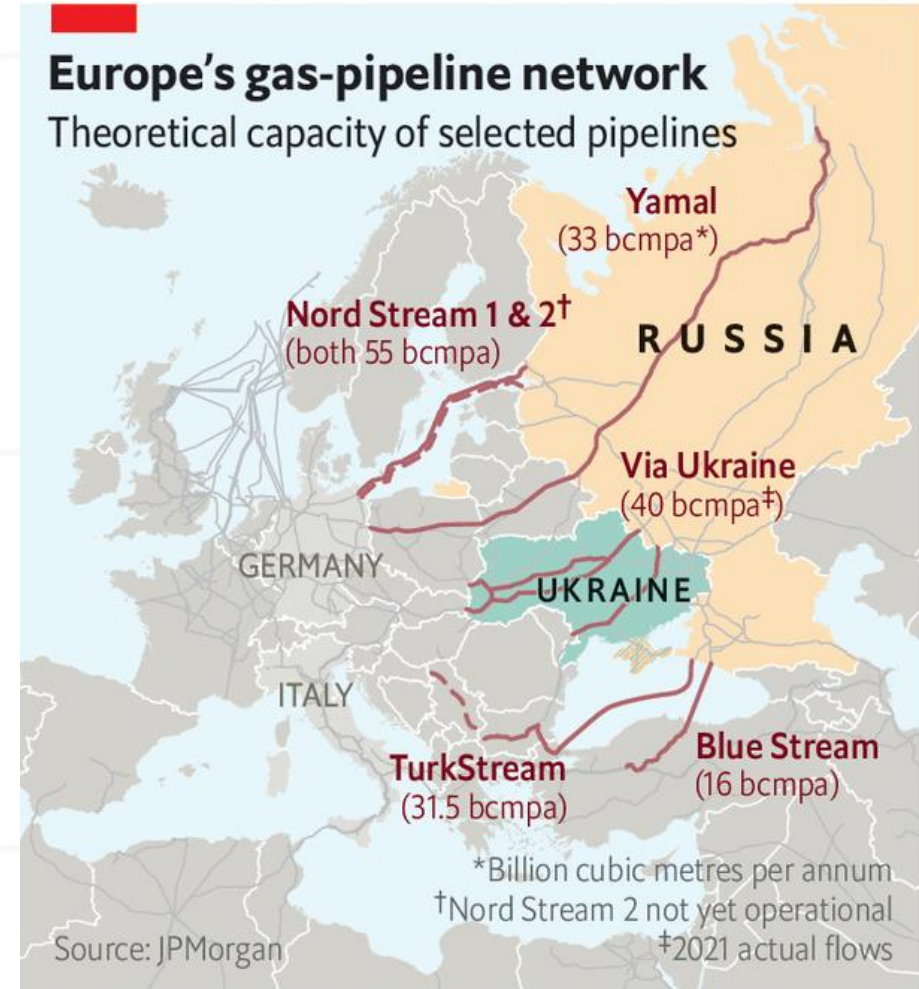 Europe's gas-pipeline network
Theoretical capacity of selected pipelines
Yamal
(33 bcmpa*)
Nord Stream 1 & 2†
(both 55 bcmpa)
RUSSIA
Via Ukraine
(40 bcmpa‡)
GERMANY
UKRAINE
ITALY
TurkStream
(31.5 bcmpa)
Blue Stream
(16 bcmpa)
*Billion cubic metres per annum
†Nord Stream 2 not yet operational
‡2021 actual flows
Source: JPMorgan